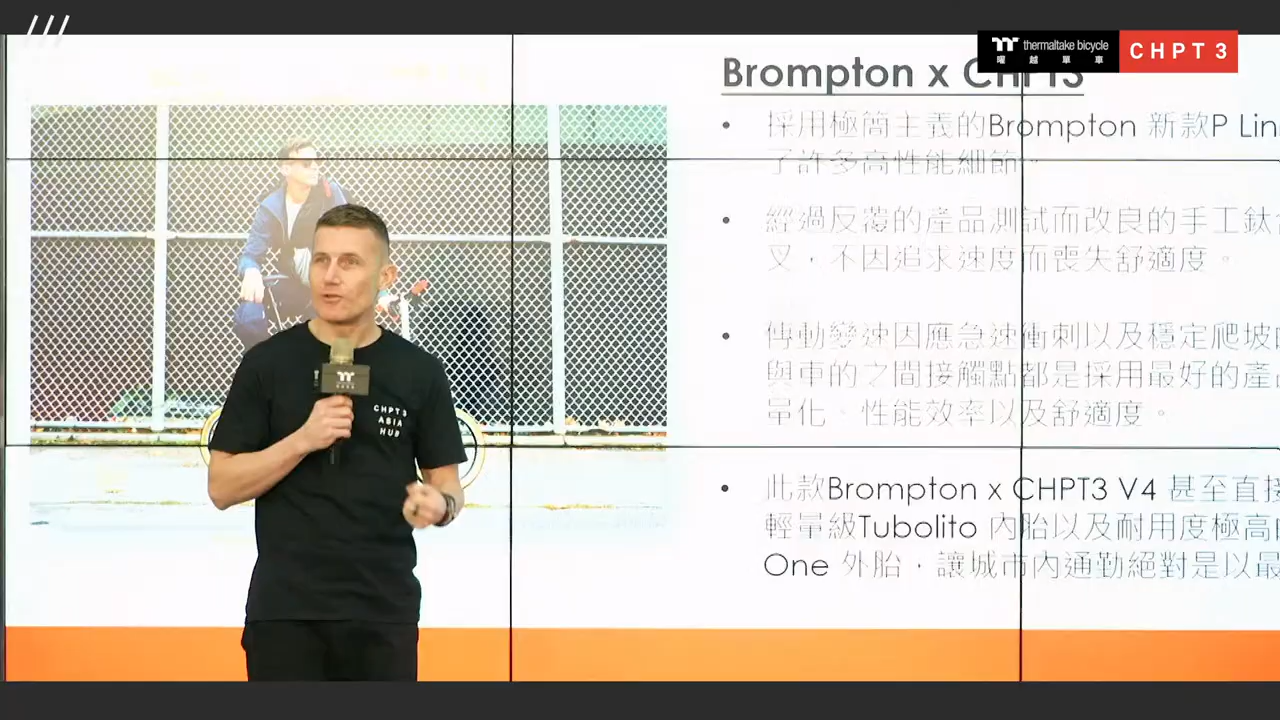 ///
thermaltake bicycle
曜越單車
CHPT3
Brompton x CHPT3
• 採用極簡主義的Brompton 新款P Lin
了許多高性能細節~
• 經過反覆的產品測試而改良的手工鈦
叉，不因追求速度而喪失舒適度。
• 傳動變速因應急速衝刺以及穩定爬坡
與車的之間接觸點都是採用最好的產
量化、性能效率以及舒適度。
• 此款Brompton x CHPT3 V4 甚至直接
輕量級Tubolito 內胎以及耐用度極高
One 外胎，讓城市內通勤絕對是以最
CHPT3
ASIA
HUB